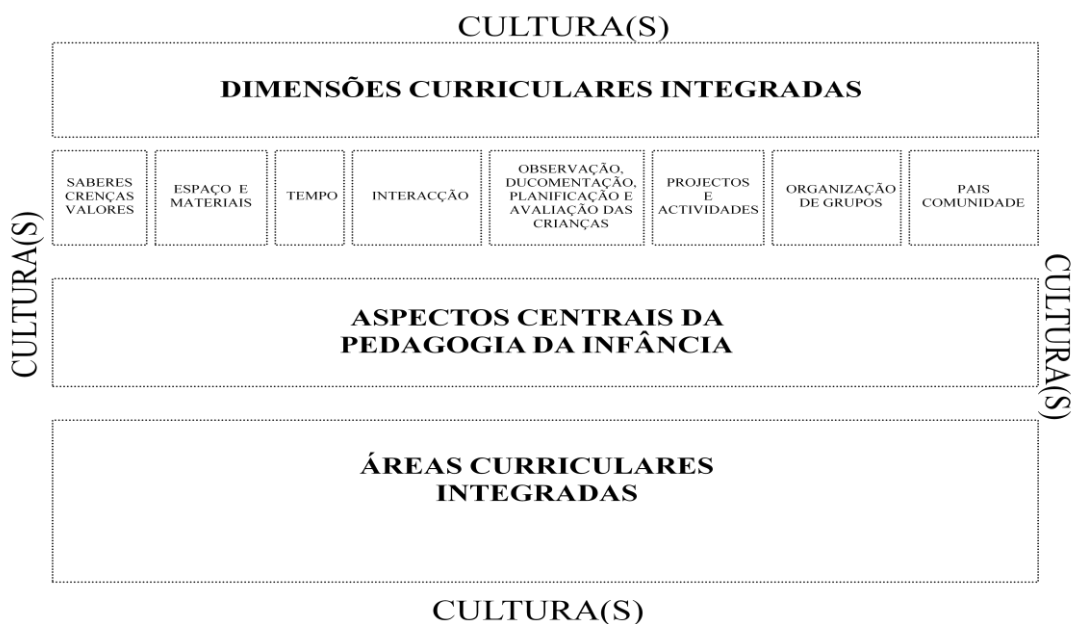 CULTURA(S)
DIMENSÕES CURRICULARES INTEGRADAS
SABERES
CRENÇAS
VALORES
ESPAÇO E
MATERIAIS
TEMPO
INTERACÇÃO
OBSERVAÇÃO,
DUCOMENTAÇÃO,
PLANIFICAÇÃO E
AVALIAÇÃO DAS
CRIANÇAS
PROJECTOS
E
ACTIVIDADES
ORGANIZAÇÃO
DE GRUPOS
PAIS
COMUNIDADE
CULTURA(S)
CULTURA(S)
ASPECTOS CENTRAIS DA
PEDAGOGIA DA INFÂNCIA
ÁREAS CURRICULARES
INTEGRADAS
CULTURA(S)